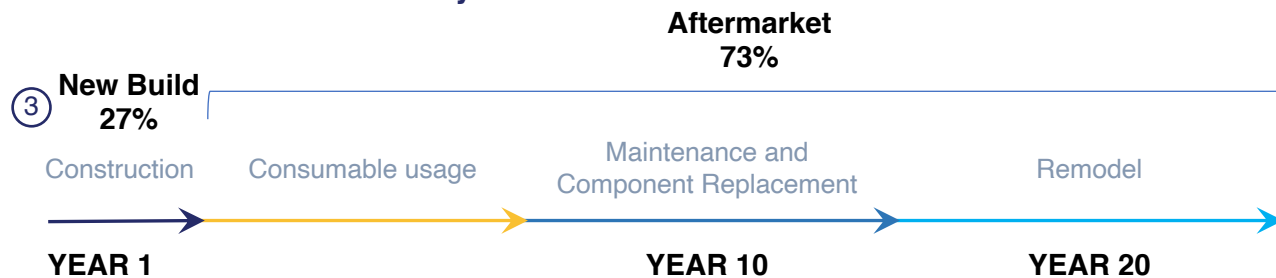 Aftermarket
73%
New Build
27%
3
Construction
Consumable usage
Maintenance and
Component Replacement
Remodel
YEAR 1
YEAR 10
YEAR 20